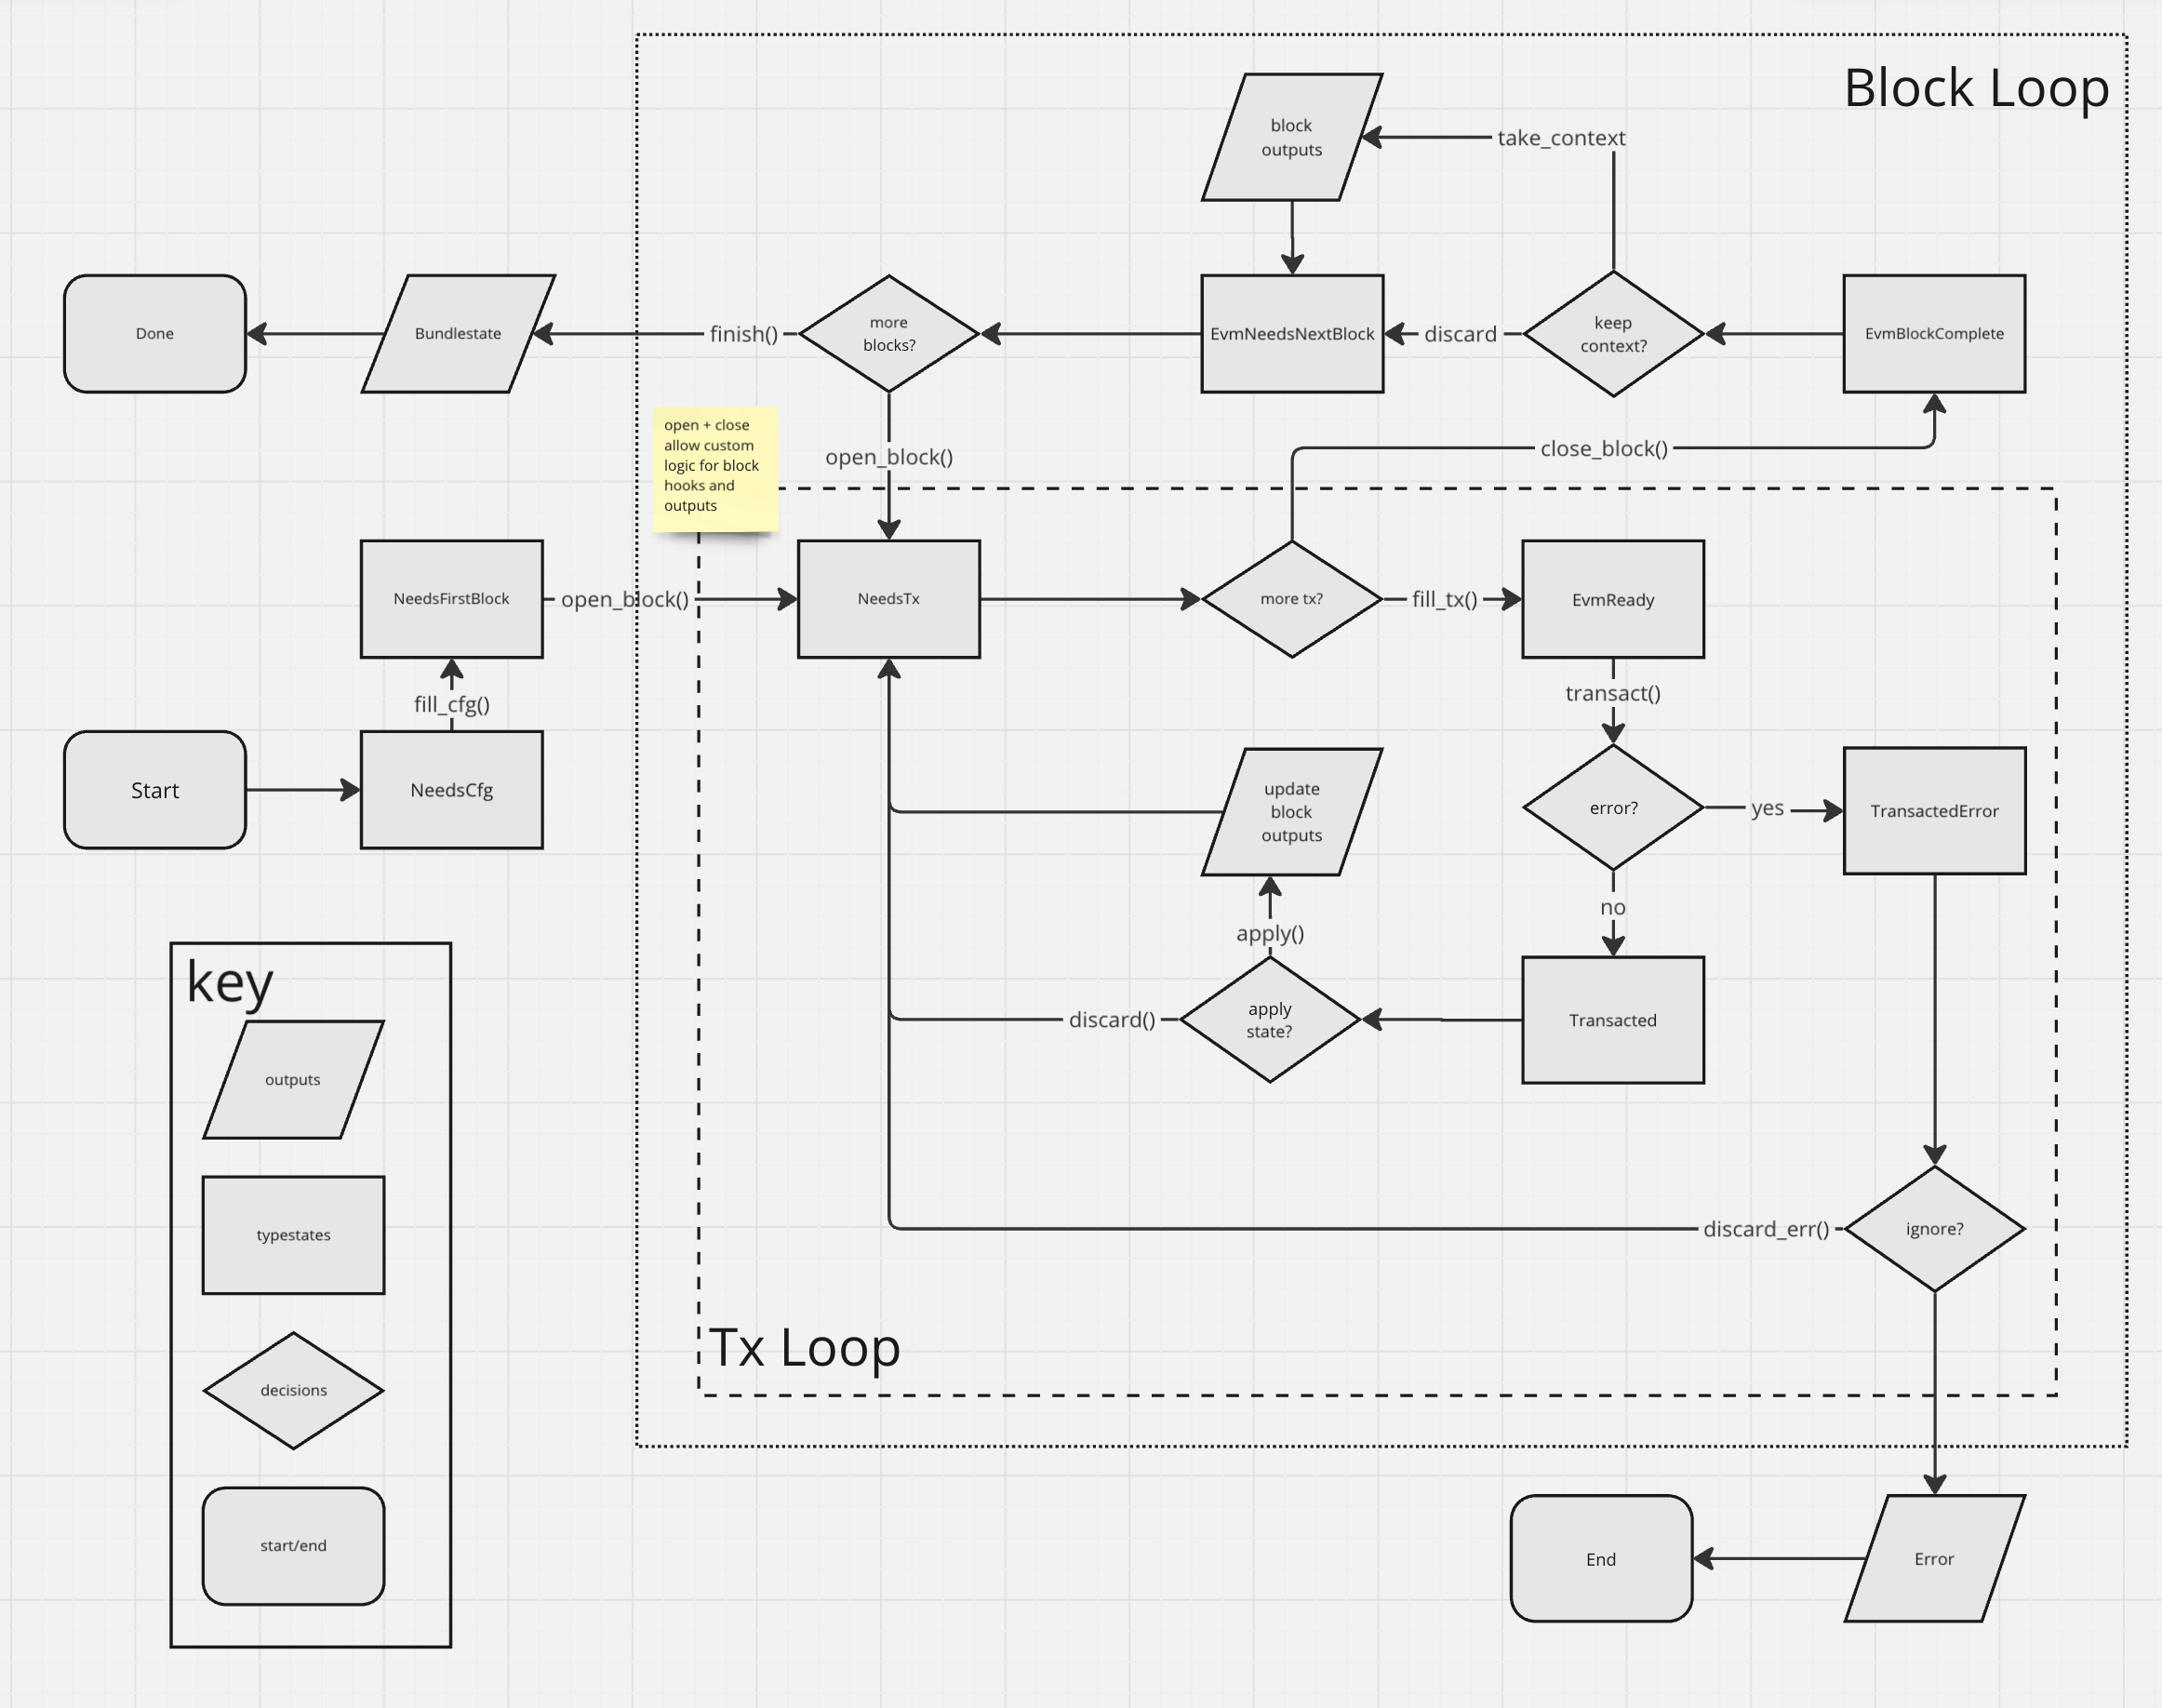 Block Loop
block
outputs
take_context
Done
Bundlestate
finish()
more
blocks?
EvmNeedsNextBlock
discard
keep
context?
EvmBlockComplete
open + close
allow custom
logic for block
hooks and
outputs
open_block()
close_block()
NeedsFirstBlock
open_block()
NeedsTx
more tx?
fill_tx()
EvmReady
fill_cfg()
transact()
Start
NeedsCfg
update
block
outputs
error?
yes
TransactedError
no
apply()
discard()
apply
state?
Transacted
discard_err()
ignore?
Tx Loop
key
outputs
typestates
decisions
start/end
End
Error